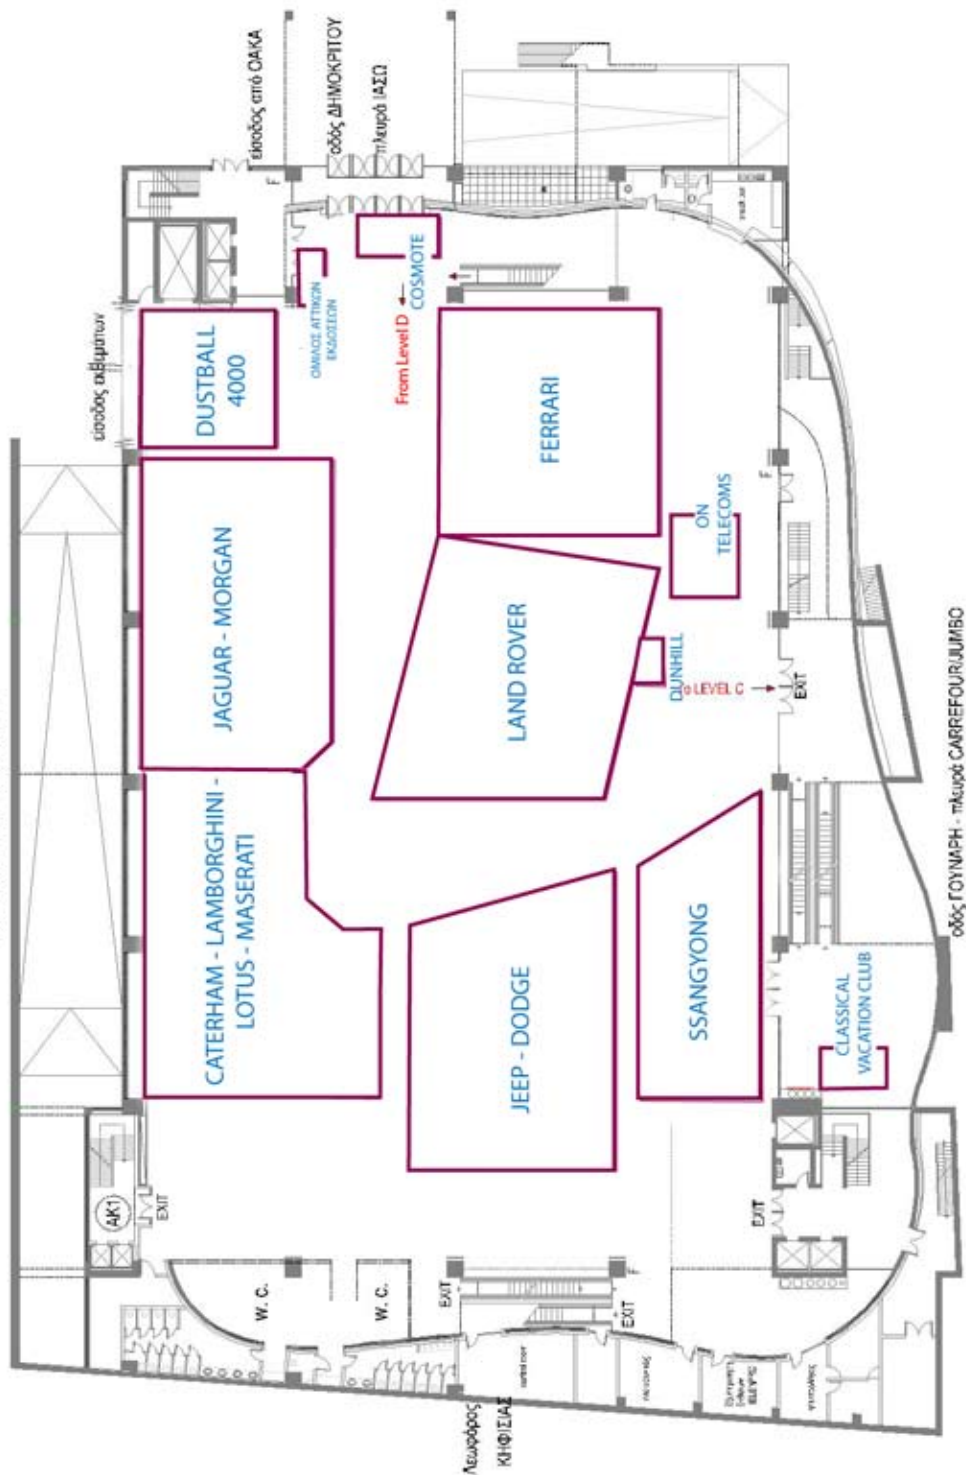 είσοδος από ΟΑΚΑ
οδός ΔΗΜΟΚΡΙΤΟΥ
πλευρά ΙΑΣΩ
είσοδος εκθεμάτων
F
DUSTBALL
4000
ΟΜΙΛΟΣ ΑΤΤΙΚΩΝ
ΕΚΔΟΣΕΩΝ
From Level D
COSMOTE
JAGUAR - MORGAN
FERRARI
LAND ROVER
ON
TELECOMS
F
DUNHILL
LEVEL C
EXIT
CATERHAM - LAMBORGHINI -
LOTUS - MASERATI
JEEP - DODGE
SSANGYONG
CLASSICAL
VACATION CLUB
οδός ΓΟΥΝΑΡΗ - πλευρά CARREFOUR/JUMBO
AK1
EXIT
W. C.
W. C.
EXIT
EXIT
F
EXIT
Λεωφόρος
ΚΗΦΙΣΙΑΣ